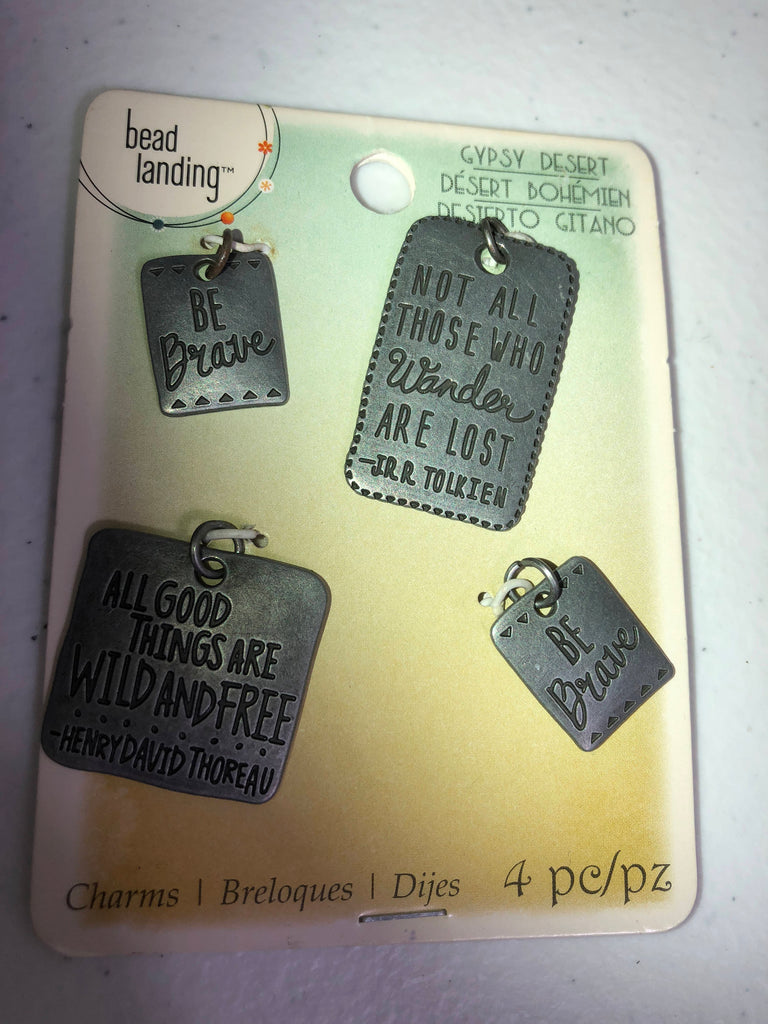 bead
landing™
GYPSY DESERT
DÉSERT BOHÉMIEN
DESIERTO GITANO
BE
Brave
NOT ALL
THOSE WHO
Wander
ARE LOST
—JRR TOLKIEN
ALL GOOD
THINGS ARE
WILD AND FREE
—HENRY DAVID THOREAU
BE
Brave
Charms | Breloques | Dijes 4 pc/pz